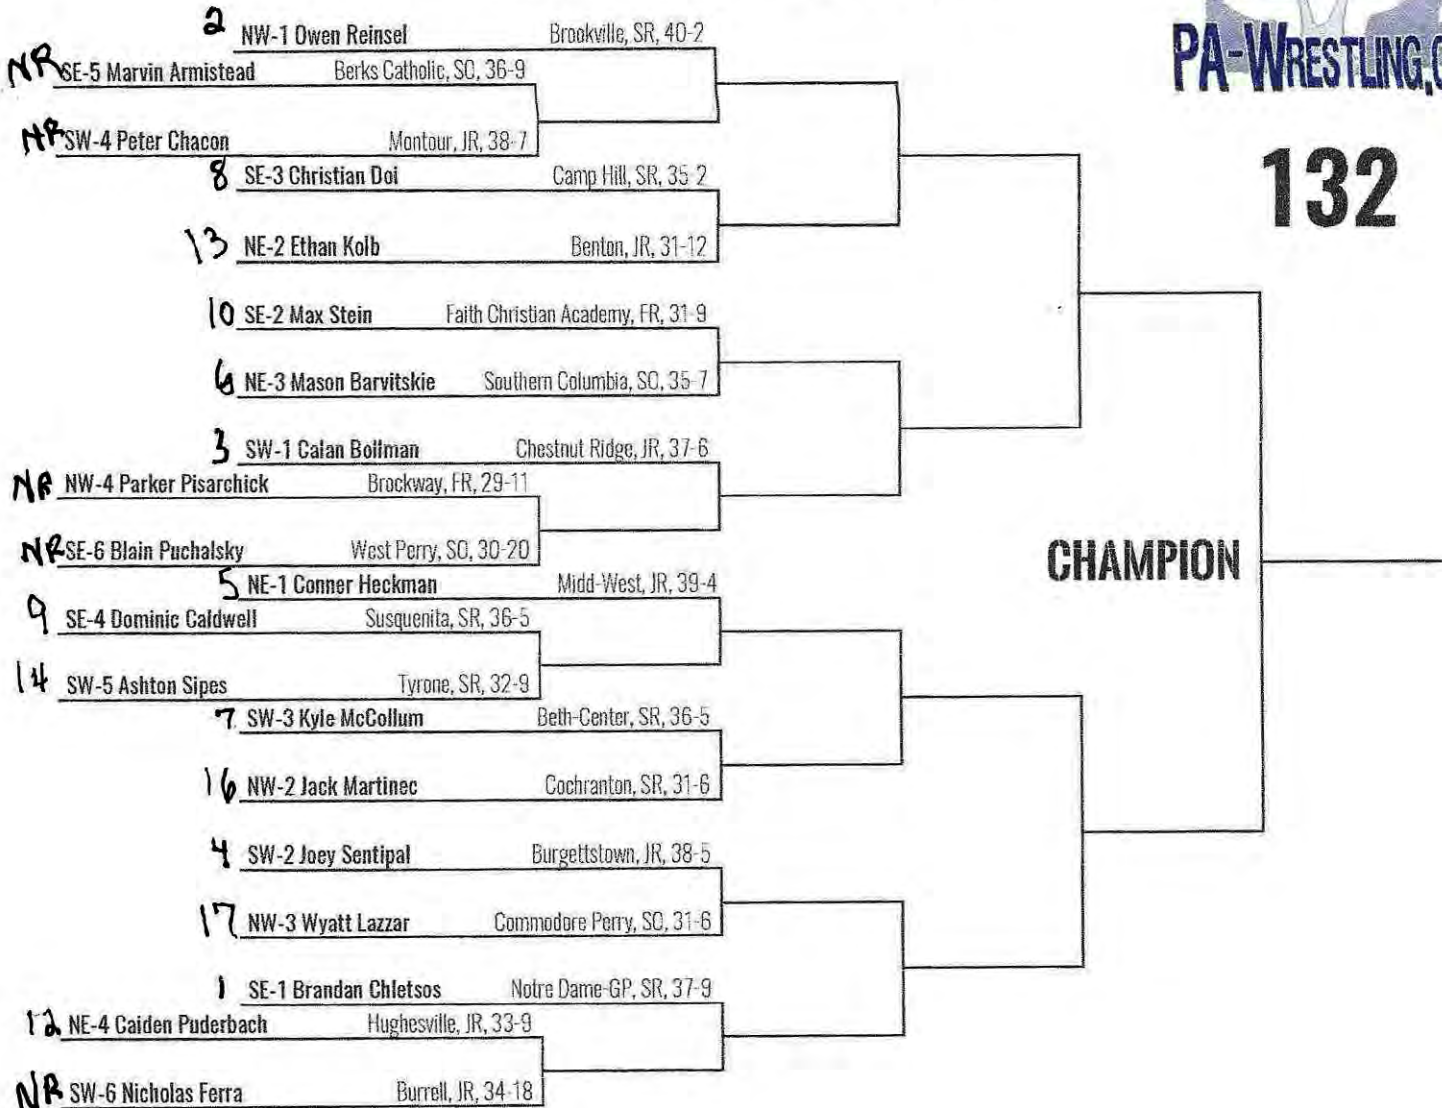 2 NW-1 Owen Reinsel Brookville, SR, 40-2
PA-WRESTLING.C
NR SE-5 Marvin Armistead Berks Catholic, SO, 36-9
NR SW-4 Peter Chacon Montour, JR, 38-7
132
8 SE-3 Christian Doi Camp Hill, SR, 35-2
13 NE-2 Ethan Kolb Benton, JR, 31-12
10 SE-2 Max Stein Faith Christian Academy, FR, 31-9
6 NE-3 Mason Barvitskie Southern Columbia, SO, 35-7
3 SW-1 Calan Bollman Chestnut Ridge, JR, 37-6
NR NW-4 Parker Pisarchick Brockway, FR, 29-11
NR SE-6 Blain Puchalsky West Perry, SO, 30-20
CHAMPION
5 NE-1 Conner Heckman Midd-West, JR, 39-4
9 SE-4 Dominic Caldwell Susquenita, SR, 36-5
14 SW-5 Ashton Sipes Tyrone, SR, 32-9
7 SW-3 Kyle McCollum Beth-Center, SR, 36-5
16 NW-2 Jack Martinec Cochranton, SR, 31-6
4 SW-2 Joey Sentipal Burgettstown, JR, 38-5
17 NW-3 Wyatt Lazzar Commodore Perry, SO, 31-6
1 SE-1 Brandan Chletsos Notre Dame-GP, SR, 37-9
12 NE-4 Caiden Puderbach Hughesville, JR, 33-9
NR SW-6 Nicholas Ferra Burrell, JR, 34-18